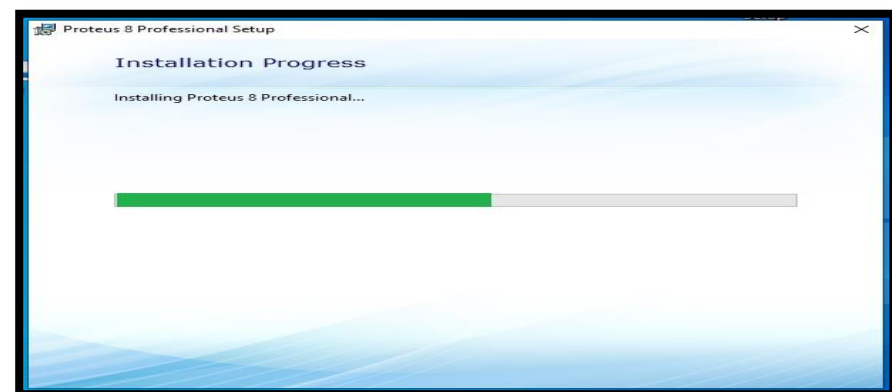 Proteus 8 Professional Setup
Installation Progress
Installing Proteus 8 Professional...